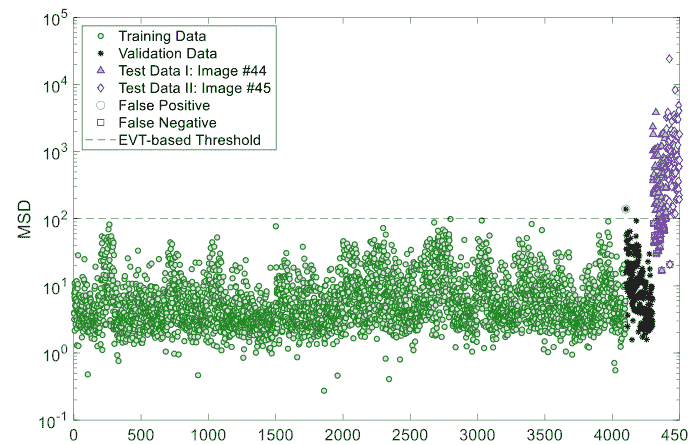 10^5
10^4
10^3
10^2
10^1
10^0
10^-1
MSD
Training Data
Validation Data
Test Data I: Image #44
Test Data II: Image #45
False Positive
False Negative
EVT-based Threshold
0 500 1000 1500 2000 2500 3000 3500 4000 450